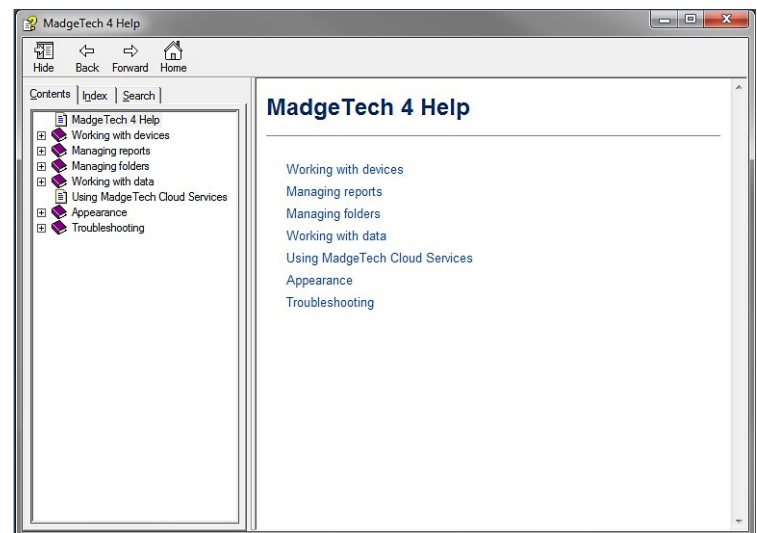 MadgeTech 4 Help
Hide Back Forward Home
Contents Index Search
MadgeTech 4 Help
Working with devices
Managing reports
Managing folders
Working with data
Using MadgeTech Cloud Services
Appearance
Troubleshooting
MadgeTech 4 Help
Working with devices
Managing reports
Managing folders
Working with data
Using MadgeTech Cloud Services
Appearance
Troubleshooting